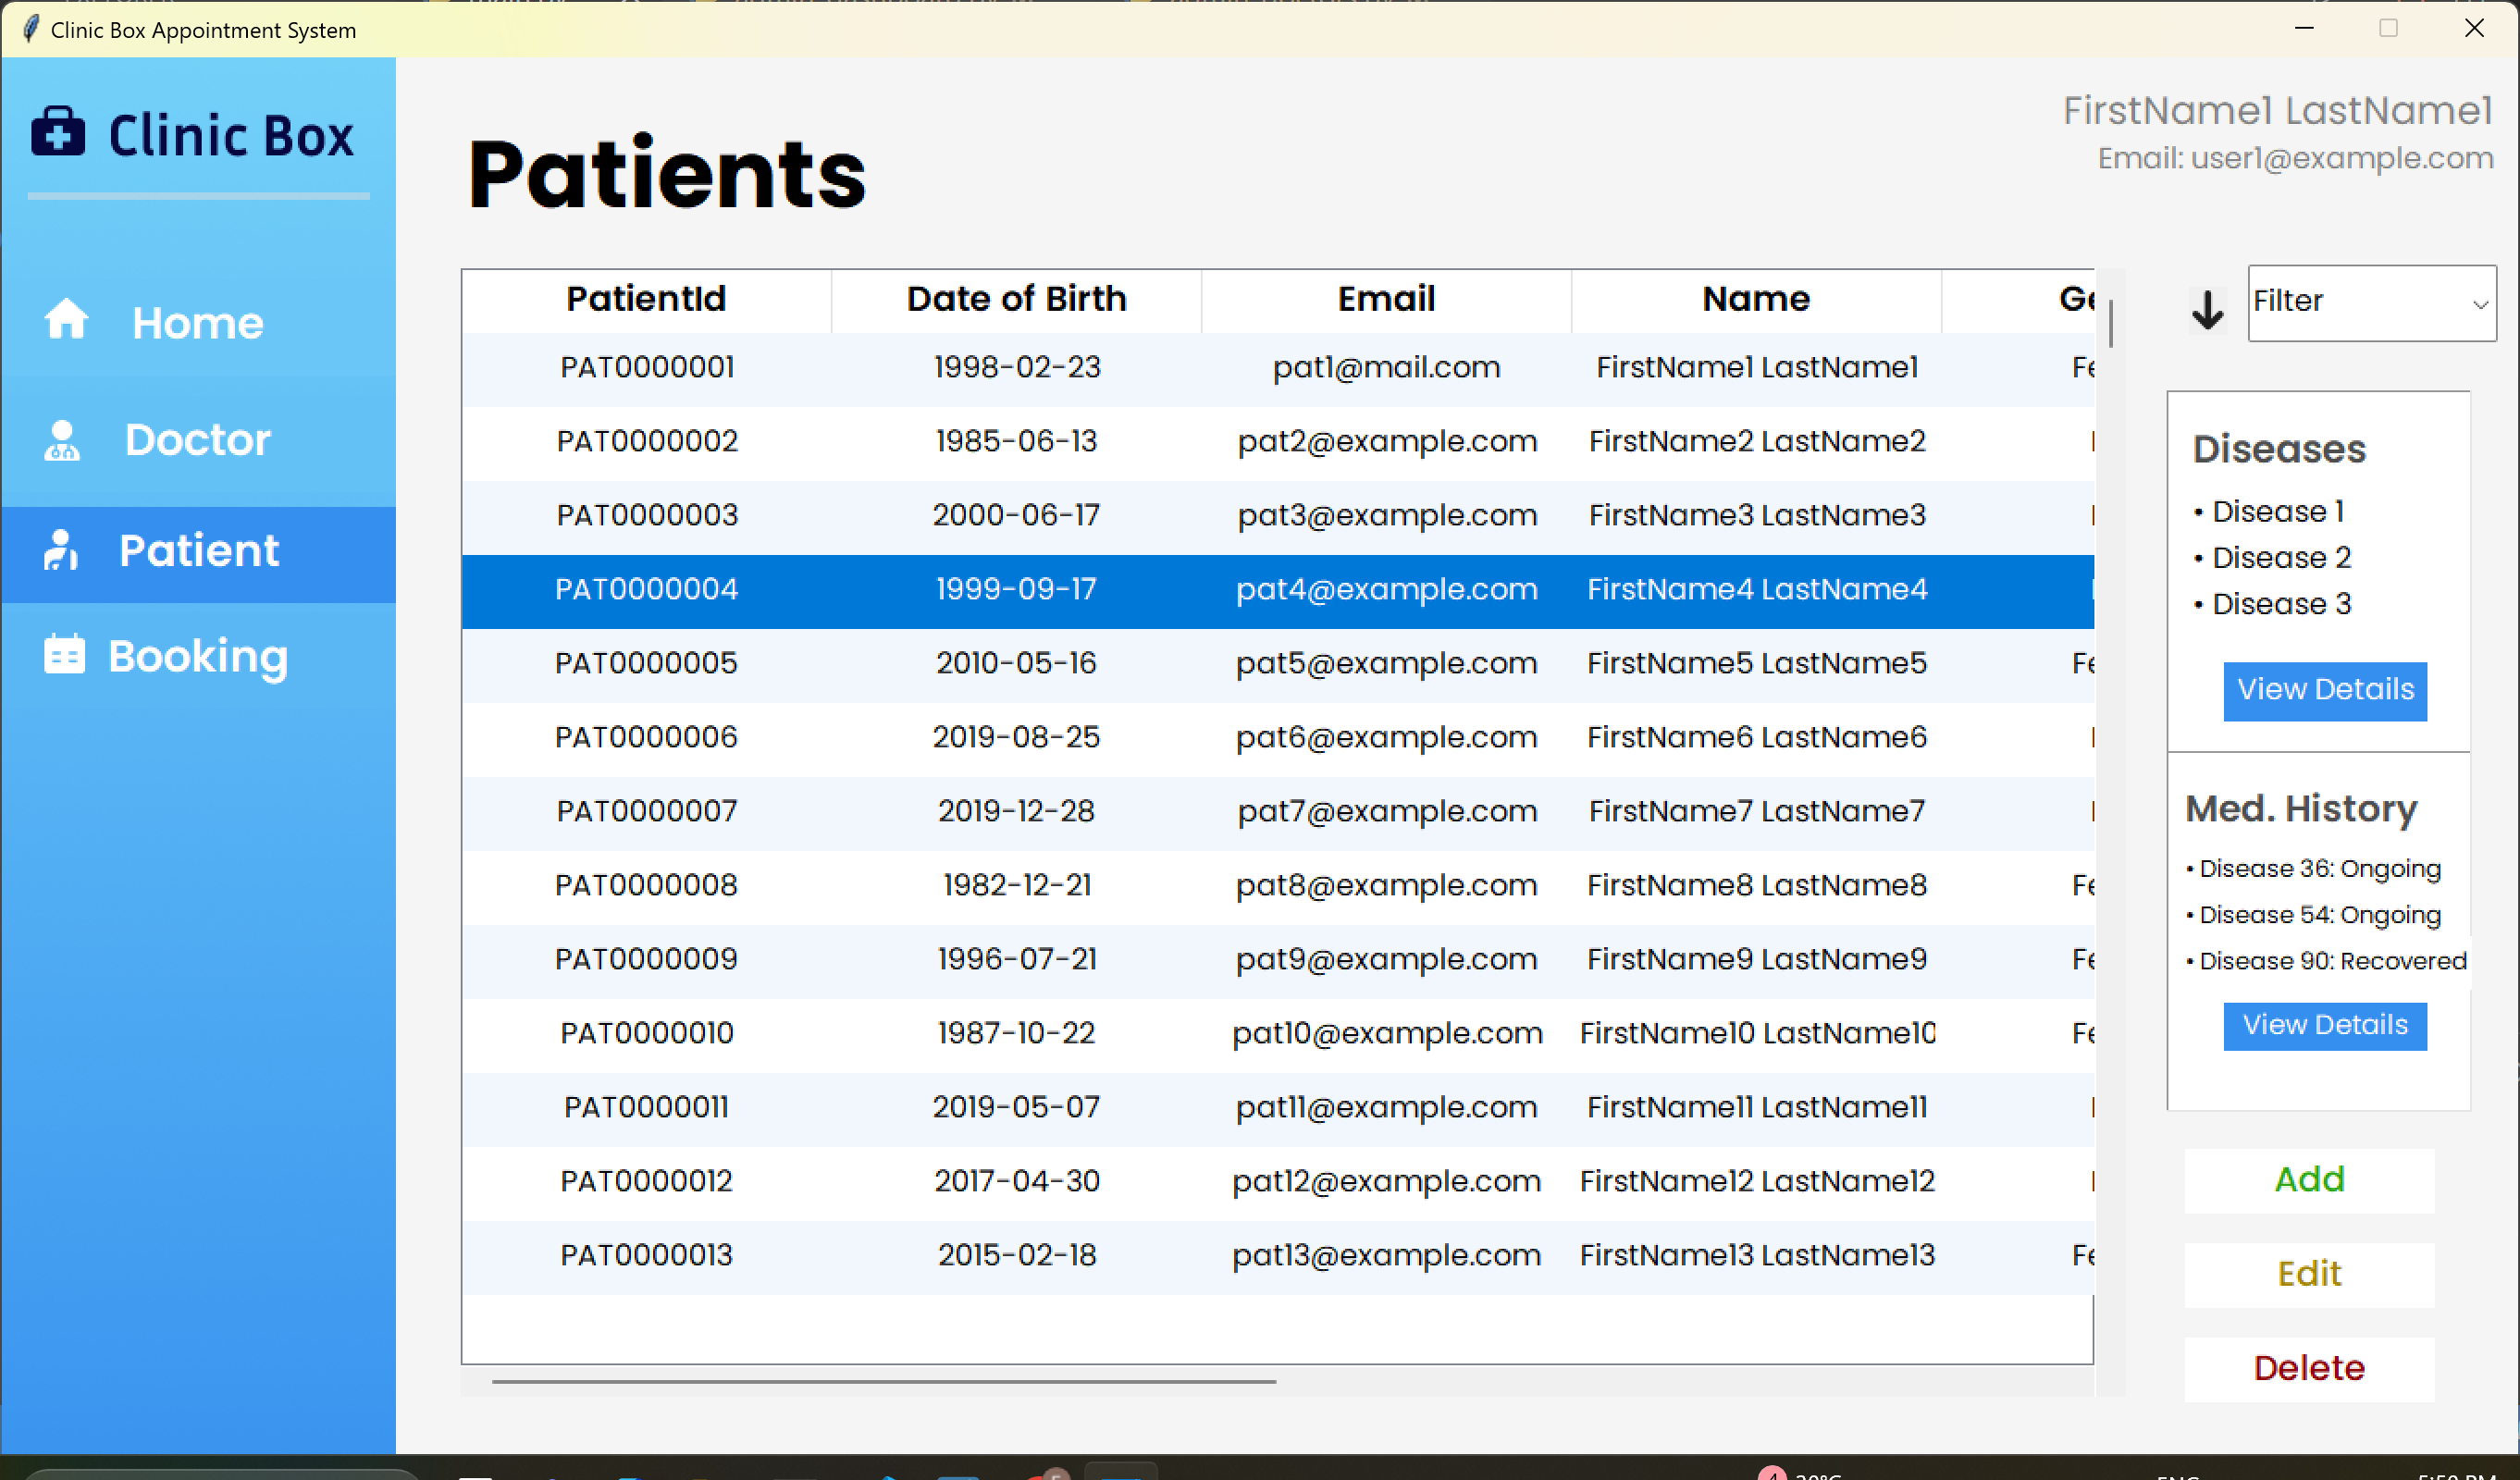 Clinic Box Appointment System
Clinic Box
Home
Doctor
Patient
Booking
Patients
FirstName1 LastName1
Email: user1@example.com
PatientId Date of Birth Email Name
PAT0000001 1998-02-23 pat1@mail.com FirstName1 LastName1
PAT0000002 1985-06-13 pat2@example.com FirstName2 LastName2
PAT0000003 2000-06-17 pat3@example.com FirstName3 LastName3
PAT0000004 1999-09-17 pat4@example.com FirstName4 LastName4
PAT0000005 2010-05-16 pat5@example.com FirstName5 LastName5
PAT0000006 2019-08-25 pat6@example.com FirstName6 LastName6
PAT0000007 2019-12-28 pat7@example.com FirstName7 LastName7
PAT0000008 1982-12-21 pat8@example.com FirstName8 LastName8
PAT0000009 1996-07-21 pat9@example.com FirstName9 LastName9
PAT0000010 1987-10-22 pat10@example.com FirstName10 LastName10
PAT0000011 2019-05-07 pat11@example.com FirstName11 LastName11
PAT0000012 2017-04-30 pat12@example.com FirstName12 LastName12
PAT0000013 2015-02-18 pat13@example.com FirstName13 LastName13
Filter
Diseases
• Disease 1
• Disease 2
• Disease 3
View Details
Med. History
• Disease 36: Ongoing
• Disease 54: Ongoing
• Disease 90: Recovered
View Details
Add
Edit
Delete